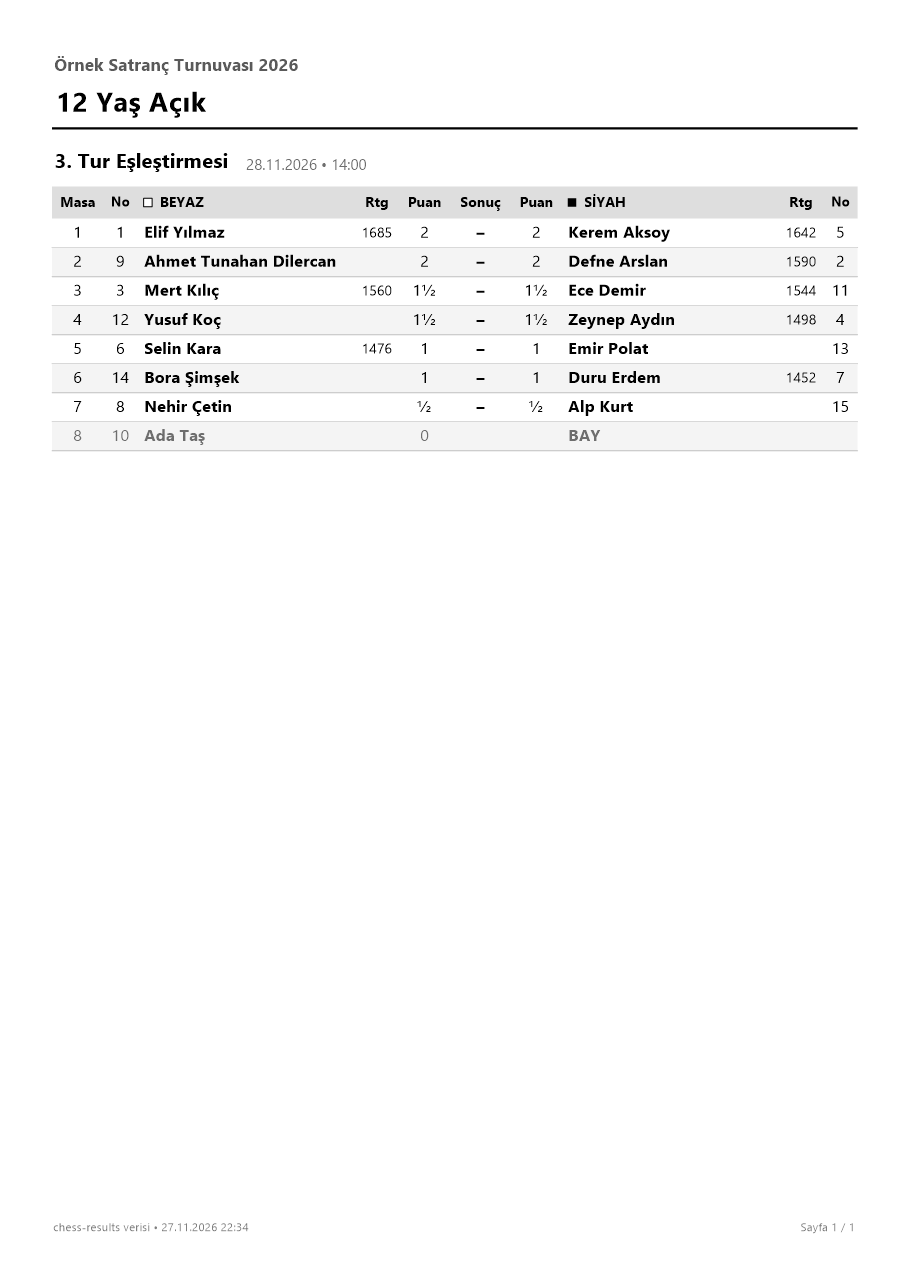 Örnek Satranç Turnuvası 2026
12 Yaş Açık
3. Tur Eşleştirmesi 28.11.2026 • 14:00
Masa No □ BEYAZ Rtg Puan Sonuç Puan ■ SİYAH Rtg No
1 1 Elif Yılmaz 1685 2 – 2 Kerem Aksoy 1642 5
2 9 Ahmet Tunahan Dilercan 2 – 2 Defne Arslan 1590 2
3 3 Mert Kılıç 1560 1½ – 1½ Ece Demir 1544 11
4 12 Yusuf Koç 1½ – 1½ Zeynep Aydın 1498 4
5 6 Selin Kara 1476 1 – 1 Emir Polat 13
6 14 Bora Şimşek 1 – 1 Duru Erdem 1452 7
7 8 Nehir Çetin ½ – ½ Alp Kurt 15
8 10 Ada Taş 0 BAY
chess-results verisi • 27.11.2026 22:34 Sayfa 1 / 1